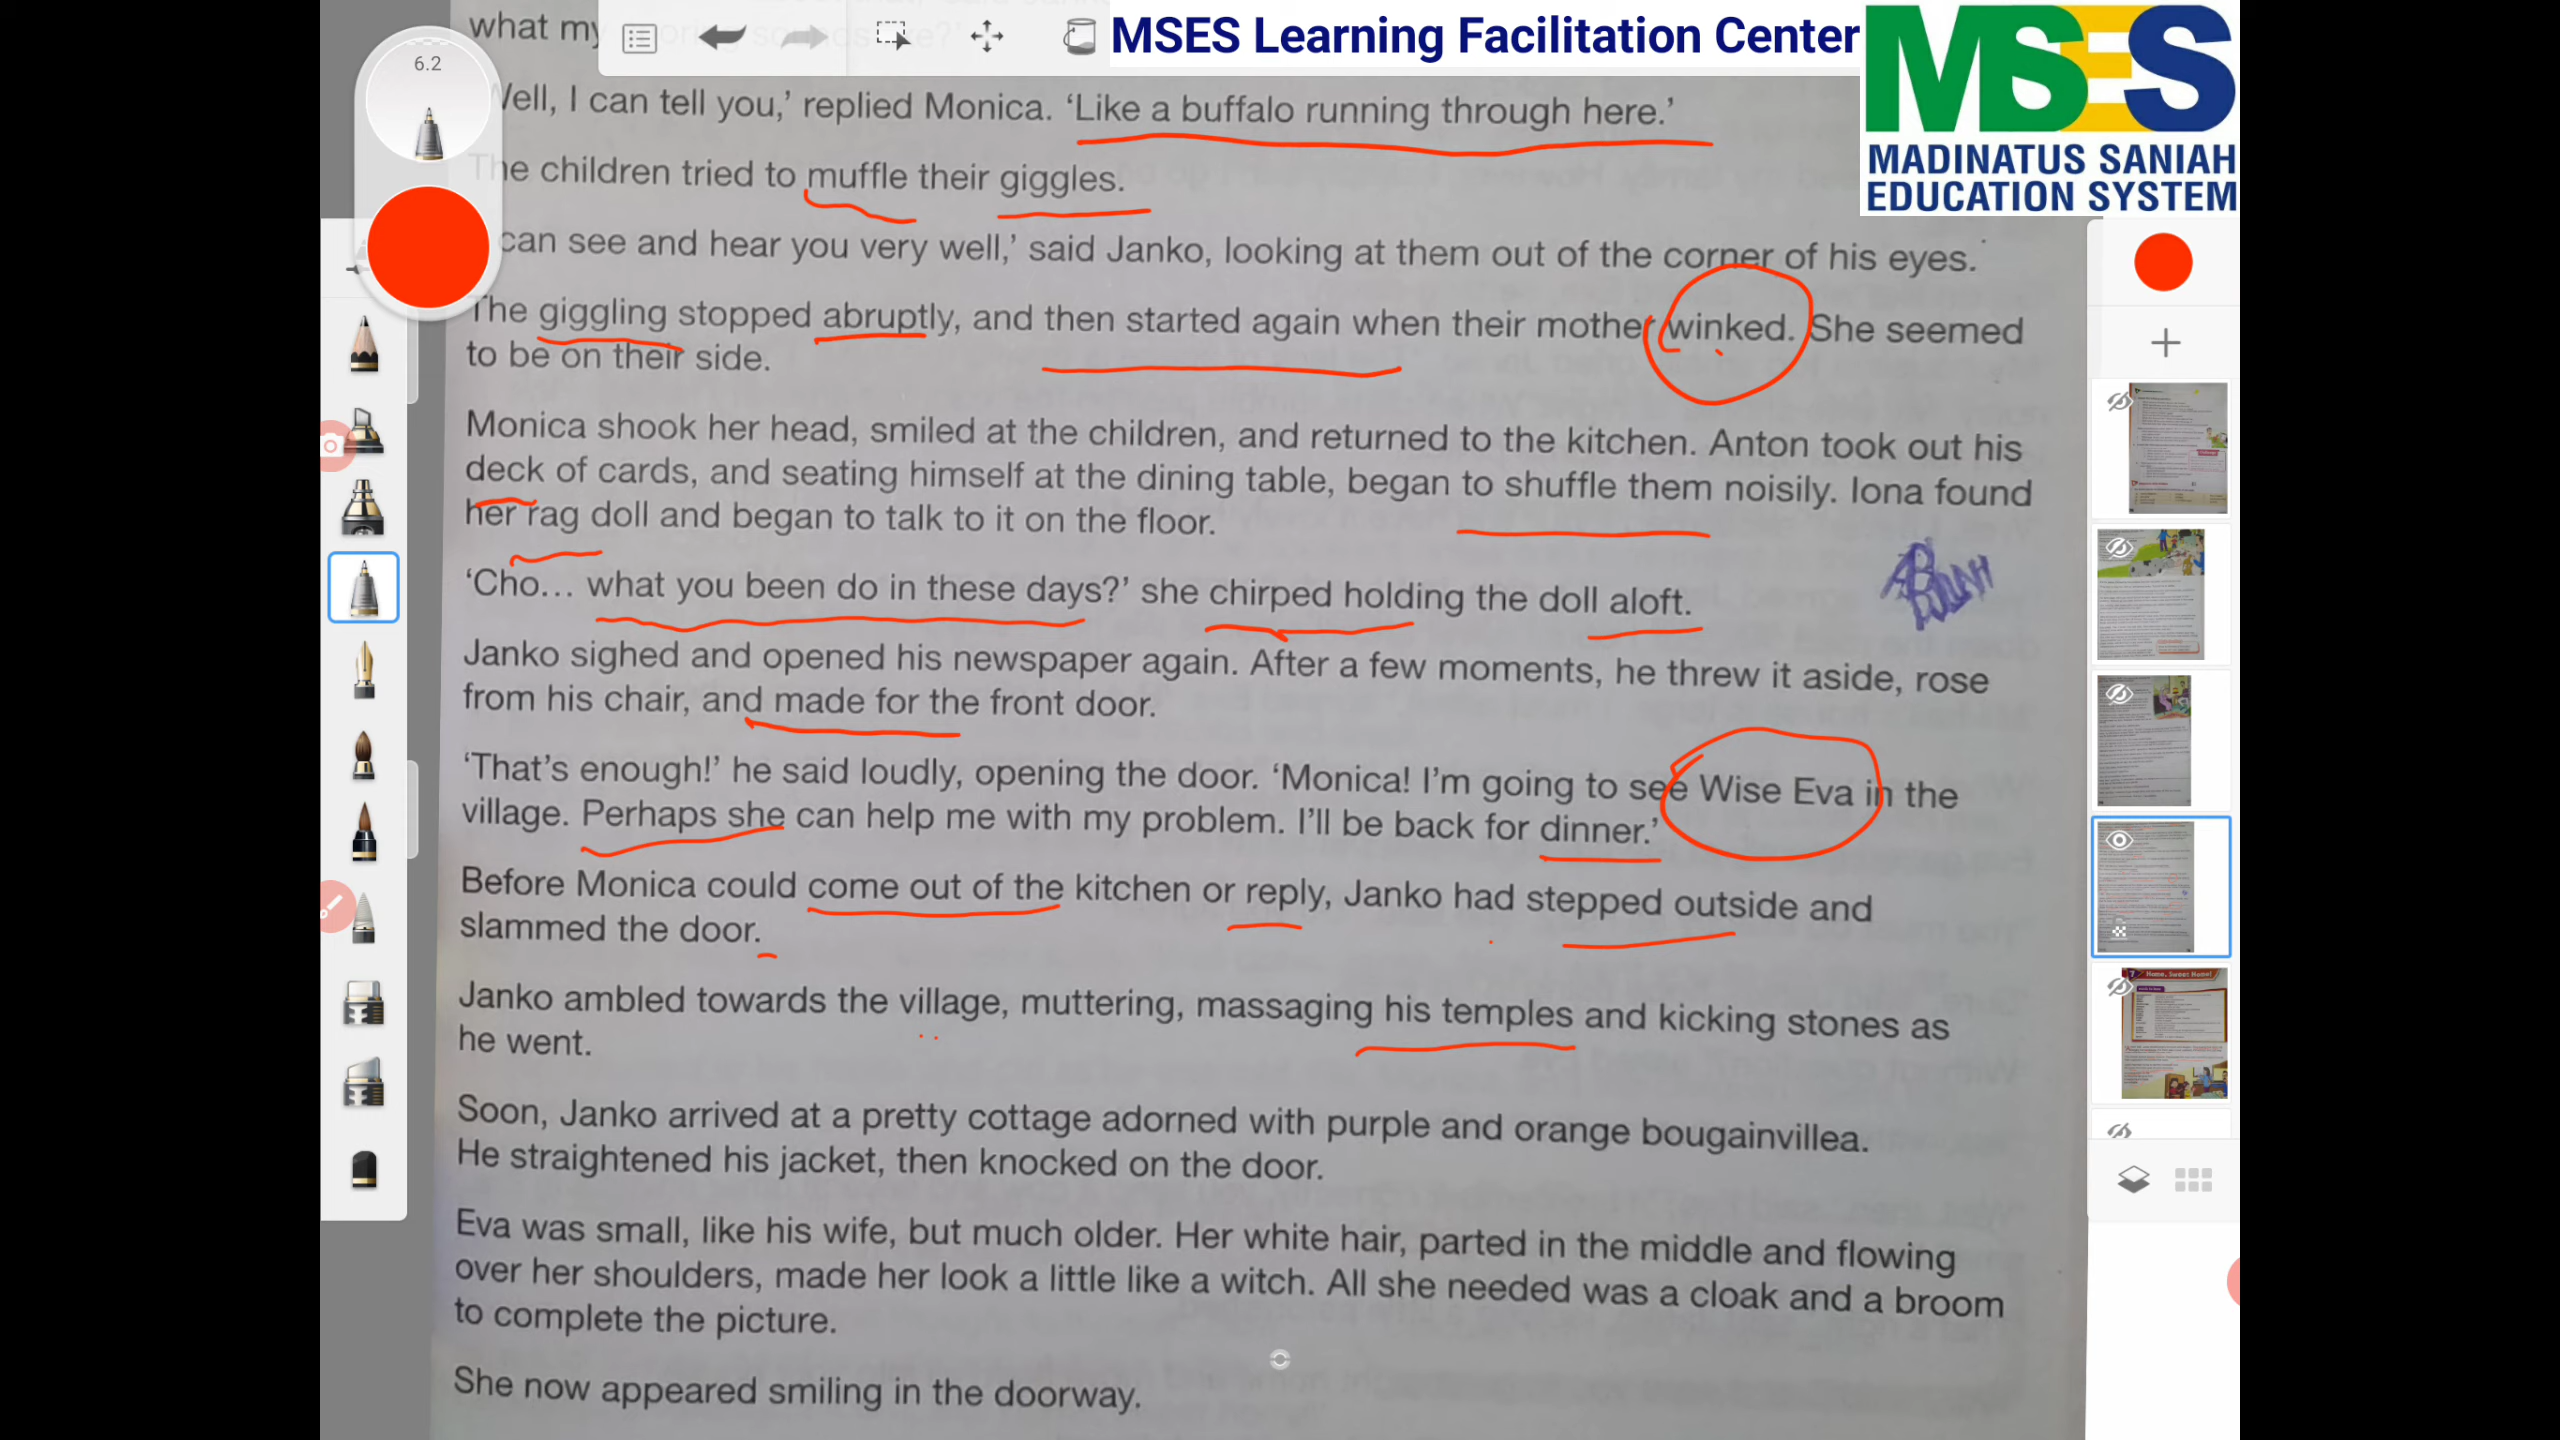 what my
MSES Learning Facilitation Center
MSES
MADINATUS SANIAH
EDUCATION SYSTEM
6.2
Well, I can tell you,’ replied Monica. ‘Like a buffalo running through here.’
The children tried to muffle their giggles.
can see and hear you very well,’ said Janko, looking at them out of the corner of his eyes.
The giggling stopped abruptly, and then started again when their mother winked. She seemed
to be on their side.
Monica shook her head, smiled at the children, and returned to the kitchen. Anton took out his
deck of cards, and seating himself at the dining table, began to shuffle them noisily. Iona found
her rag doll and began to talk to it on the floor.
‘Cho... what you been do in these days?’ she chirped holding the doll aloft.
Janko sighed and opened his newspaper again. After a few moments, he threw it aside, rose
from his chair, and made for the front door.
‘That’s enough!’ he said loudly, opening the door. ‘Monica! I’m going to see Wise Eva in the
village. Perhaps she can help me with my problem. I’ll be back for dinner.’
Before Monica could come out of the kitchen or reply, Janko had stepped outside and
slammed the door.
Janko ambled towards the village, muttering, massaging his temples and kicking stones as
he went.
Soon, Janko arrived at a pretty cottage adorned with purple and orange bougainvillea.
He straightened his jacket, then knocked on the door.
Eva was small, like his wife, but much older. Her white hair, parted in the middle and flowing
over her shoulders, made her look a little like a witch. All she needed was a cloak and a broom
to complete the picture.
She now appeared smiling in the doorway.
7 Home, Sweet Home!